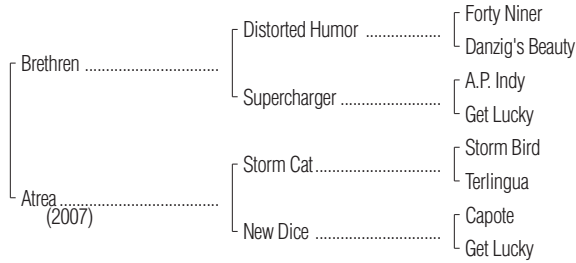 Forty Niner
Distorted Humor ..................
Danzig's Beauty
Brethren ................................
A.P. Indy
Supercharger ........................
Get Lucky
Storm Bird
Storm Cat..............................
Terlingua
Atrea......................................
(2007)
Capote
New Dice ..............................
Get Lucky